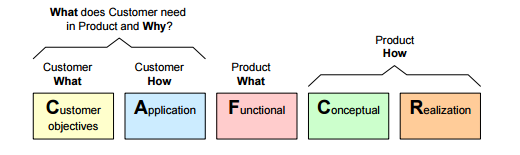 What does Customer need
in Product and Why?
Product
How
Customer
What
Customer
How
Product
What
Customer
objectives
Application
Functional
Conceptual
Realization